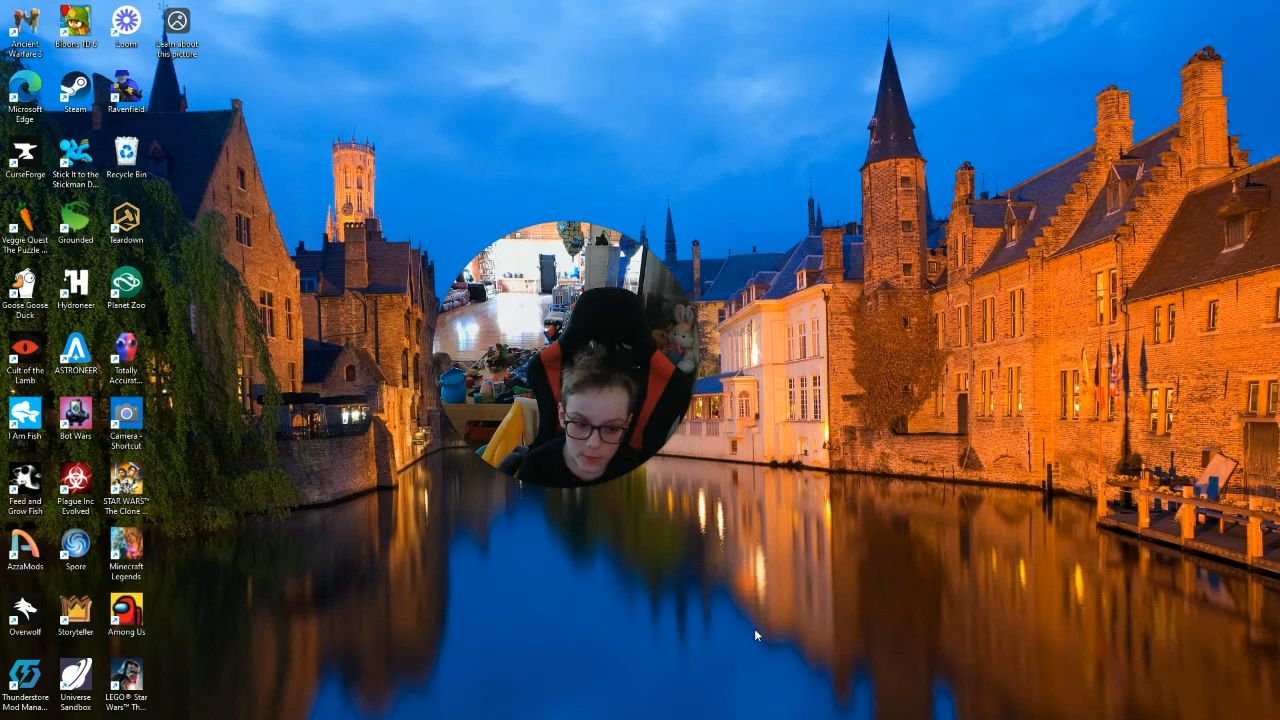 Ancient
Warfare 3
Bloons TD 6
Loom
Learn about
this picture
Microsoft
Edge
Steam
Ravenfield
CurseForge
Stick It to the
Stickman D...
Recycle Bin
Veggie Quest
The Puzzle ...
Grounded
Teardown
Goose Goose
Duck
Hydroneer
Planet Zoo
Cult of the
Lamb
ASTRONEER
Totally
Accurat...
I Am Fish
Bot Wars
Camera -
Shortcut
Feed and
Grow Fish
Plague Inc
Evolved
STAR WARS™
The Clone ...
AzzaMods
Spore
Minecraft
Legends
Overwolf
Storyteller
Among Us
Thunderstore
Mod Mana...
Universe
Sandbox
LEGO® Star
Wars™ Th...